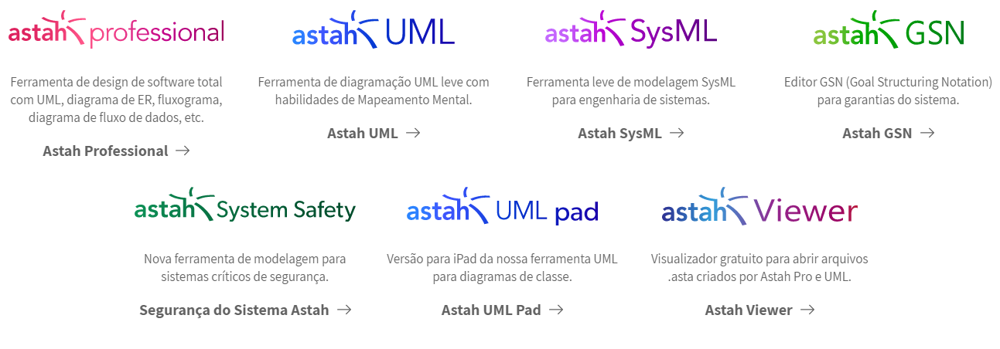 astah professional
Ferramenta de design de software total
com UML, diagrama de ER, fluxograma,
diagrama de fluxo de dados, etc.
Astah Professional →
astah UML
Ferramenta de diagramação UML leve com
habilidades de Mapeamento Mental.
Astah UML →
astah SysML
Ferramenta leve de modelagem SysML
para engenharia de sistemas.
Astah SysML →
astah GSN
Editor GSN (Goal Structuring Notation)
para garantias do sistema.
Astah GSN →
astah System Safety
Nova ferramenta de modelagem para
sistemas críticos de segurança.
Segurança do Sistema Astah →
astah UML pad
Versão para iPad da nossa ferramenta UML
para diagramas de classe.
Astah UML Pad →
astah Viewer
Visualizador gratuito para abrir arquivos
.asta criados por Astah Pro e UML.
Astah Viewer →